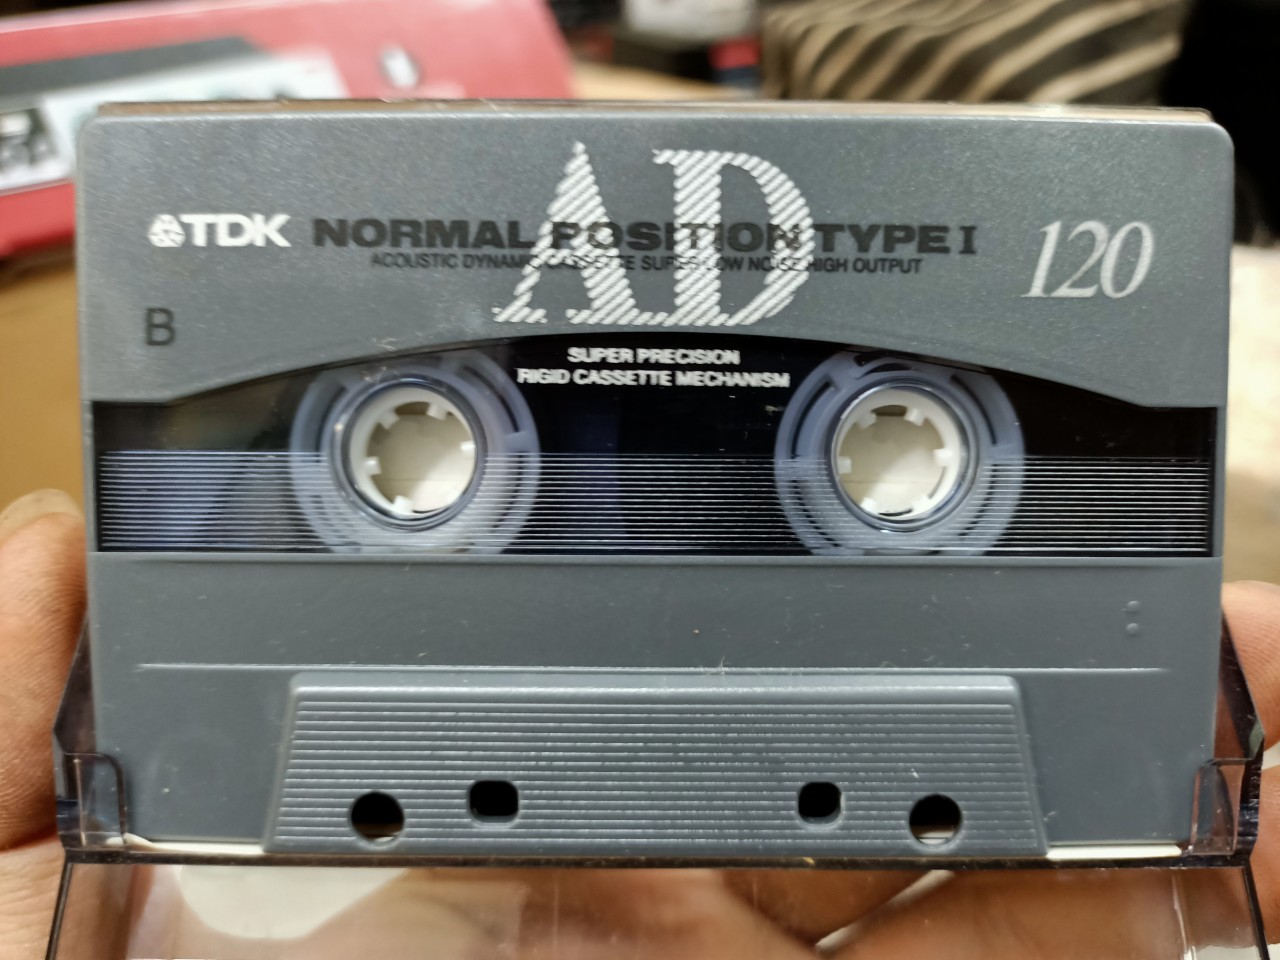 TDK NORMAL POSITION TYPE I 120
AD
ACOUSTIC DYNAMIC CASSETTE SUPER LOW NOISE HIGH OUTPUT
B
SUPER PRECISION
RIGID CASSETTE MECHANISM